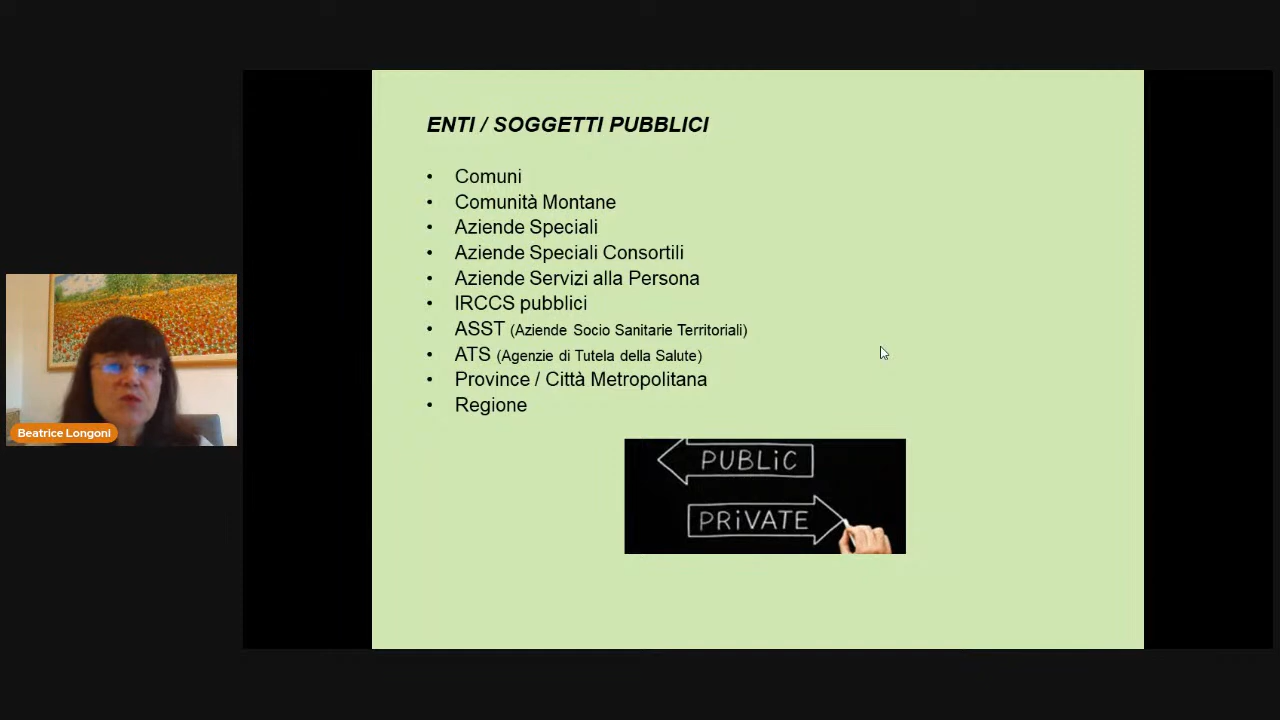 ENTI / SOGGETTI PUBBLICI
• Comuni
• Comunità Montane
• Aziende Speciali
• Aziende Speciali Consortili
• Aziende Servizi alla Persona
• IRCCS pubblici
• ASST (Aziende Socio Sanitarie Territoriali)
• ATS (Agenzie di Tutela della Salute)
• Province / Città Metropolitana
• Regione
PUBLiC
PRiVATE
Beatrice Longoni